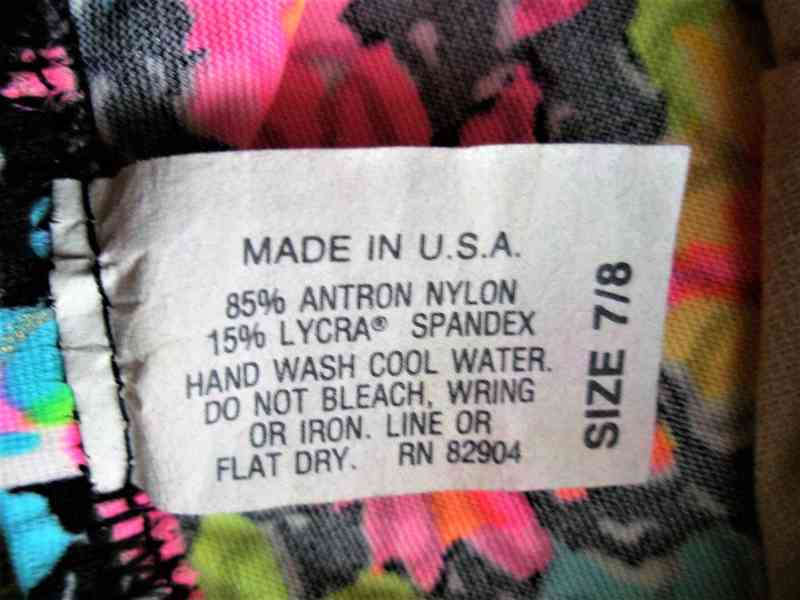 MADE IN U.S.A.
85% ANTRON NYLON
15% LYCRA® SPANDEX
HAND WASH COOL WATER.
DO NOT BLEACH, WRING
OR IRON. LINE OR
FLAT DRY. RN 82904
SIZE 7/8